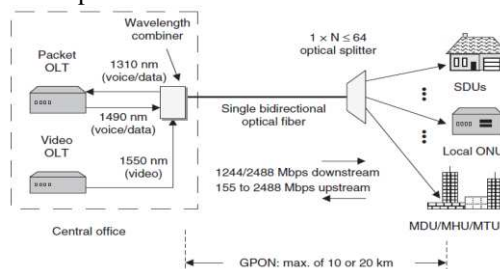 Wavelength
combiner
Packet
OLT
1310 nm
(voice/data)
1490 nm
(voice/data)
1550 nm
(video)
Video
OLT
Central office
1 × N ≤ 64
optical splitter
Single bidirectional
optical fiber
1244/2488 Mbps downstream
155 to 2488 Mbps upstream
SDUs
Local ONU
MDU/MHU/MTU
GPON: max. of 10 or 20 km